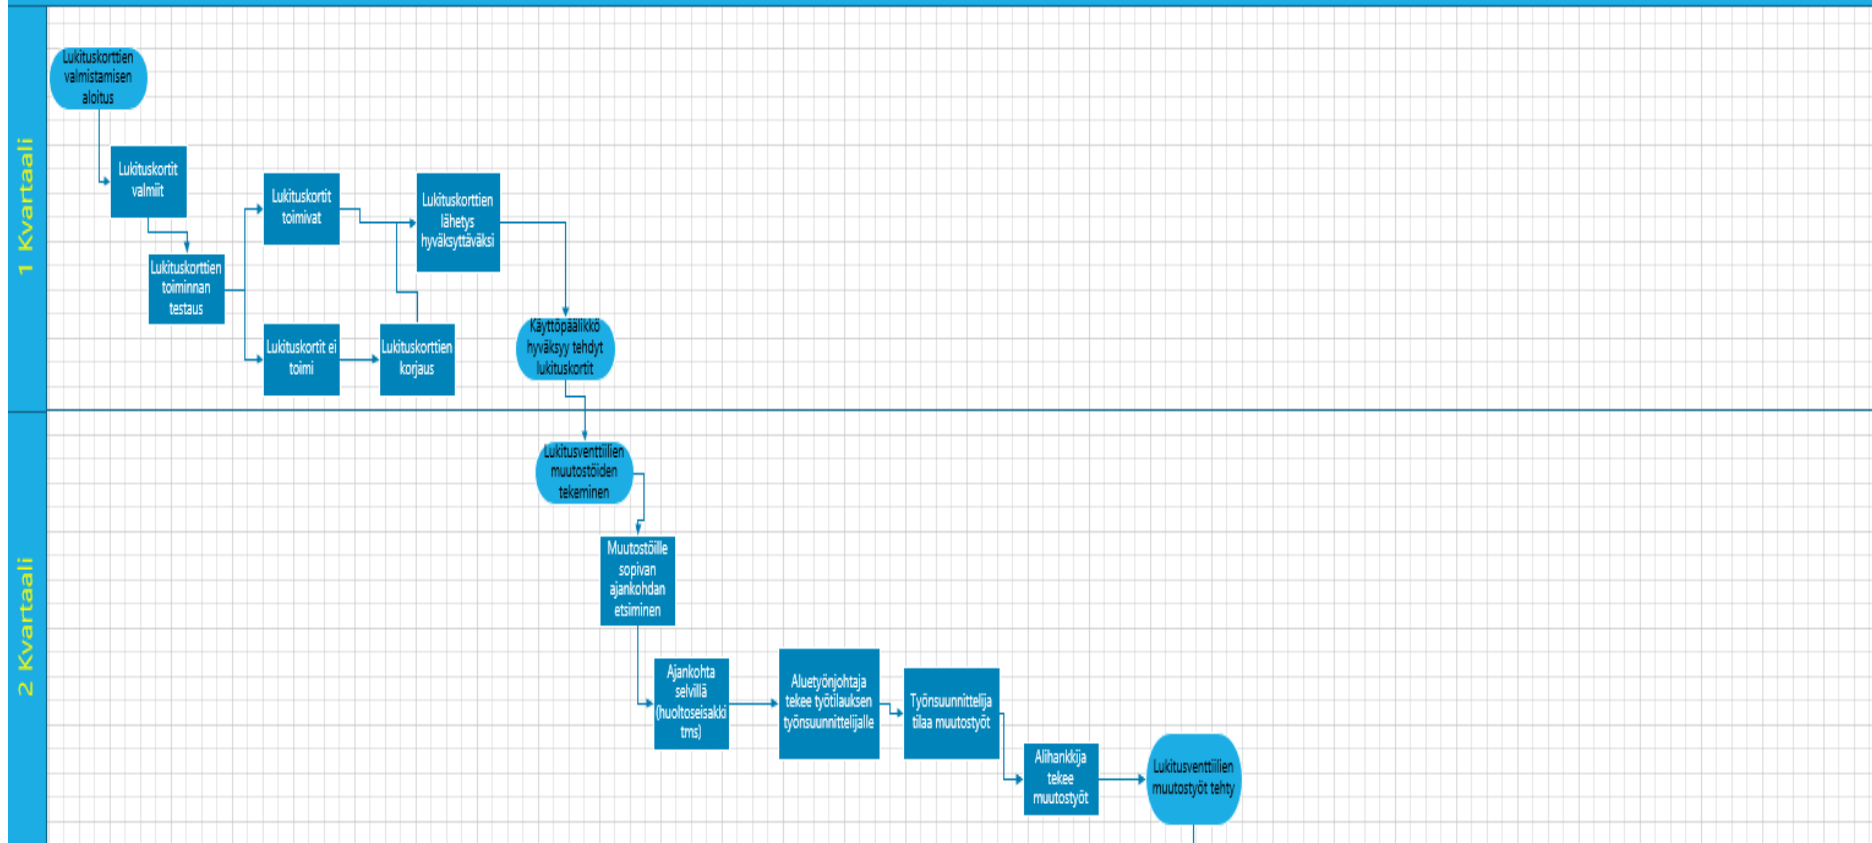 1 Kvartaali
Lukituskorttien
valmistamisen
aloitus
Lukituskortit
valmiit
Lukituskorttien
toiminnan
testaus
Lukituskortit
toimivat
Lukituskortit ei
toimi
Lukituskorttien
korjaus
Lukituskorttien
lähetys
hyväksyttäväksi
Käyttöpäälikkö
hyväksyy tehdyt
lukituskortit
2 Kvartaali
Lukitusventtiilien
muutostöiden
tekeminen
Muutostöille
sopivan
ajankohdan
etsiminen
Ajankohta
selvillä
(huoltoseisakki
tms)
Aluetyönjohtaja
tekee työtilauksen
työnsuunnittelijalle
Työnsuunnittelija
tilaa muutostyöt
Alihankkija
tekee
muutostyöt
Lukitusventtiilien
muutostyöt tehty